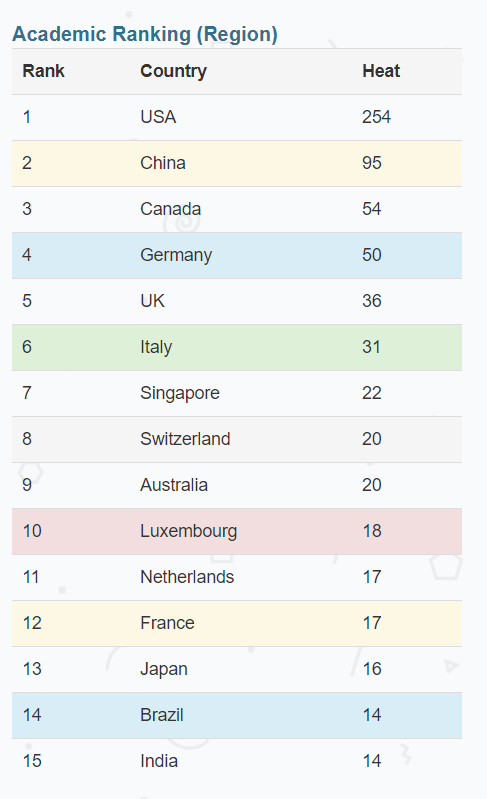 Academic Ranking (Region)
Rank Country Heat
1 USA 254
2 China 95
3 Canada 54
4 Germany 50
5 UK 36
6 Italy 31
7 Singapore 22
8 Switzerland 20
9 Australia 20
10 Luxembourg 18
11 Netherlands 17
12 France 17
13 Japan 16
14 Brazil 14
15 India 14